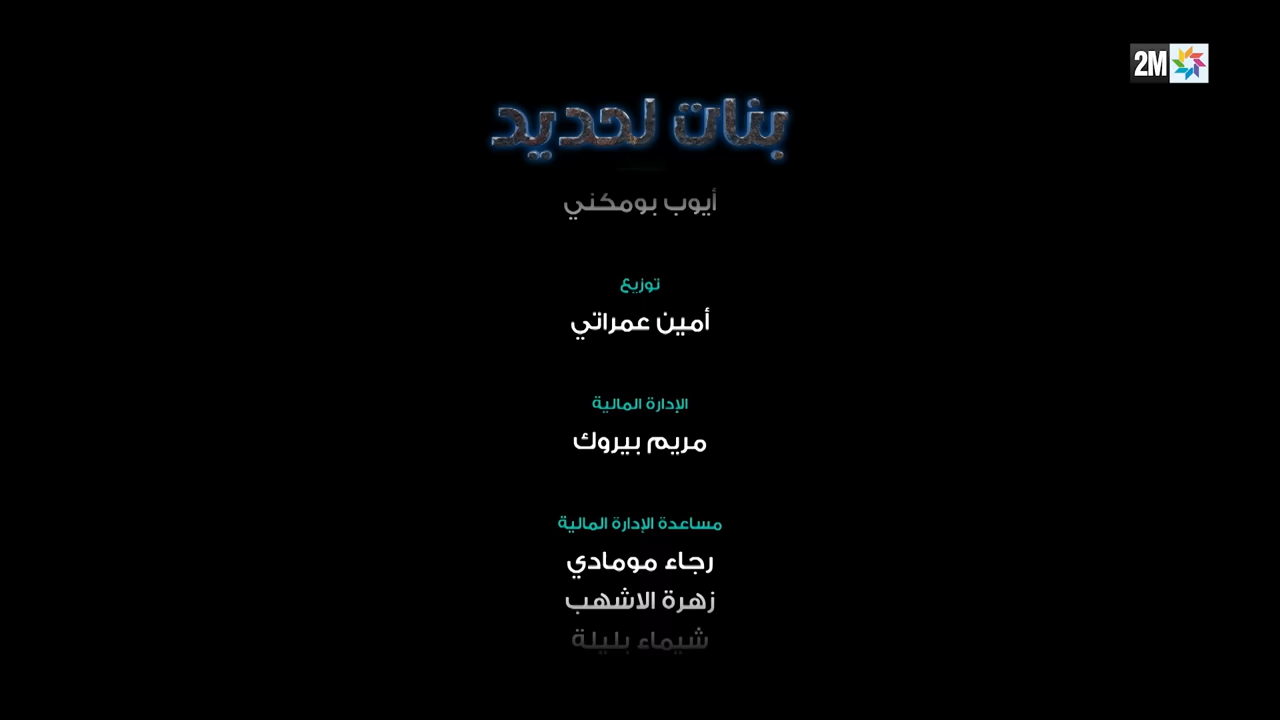 2M
بنات لحديد
أيوب بومكني
توزيع
أمين عمراتي
الإدارة المالية
مريم بيروك
مساعدة الإدارة المالية
رجاء مومادي
زهرة الاشهب
شيماء بليلة